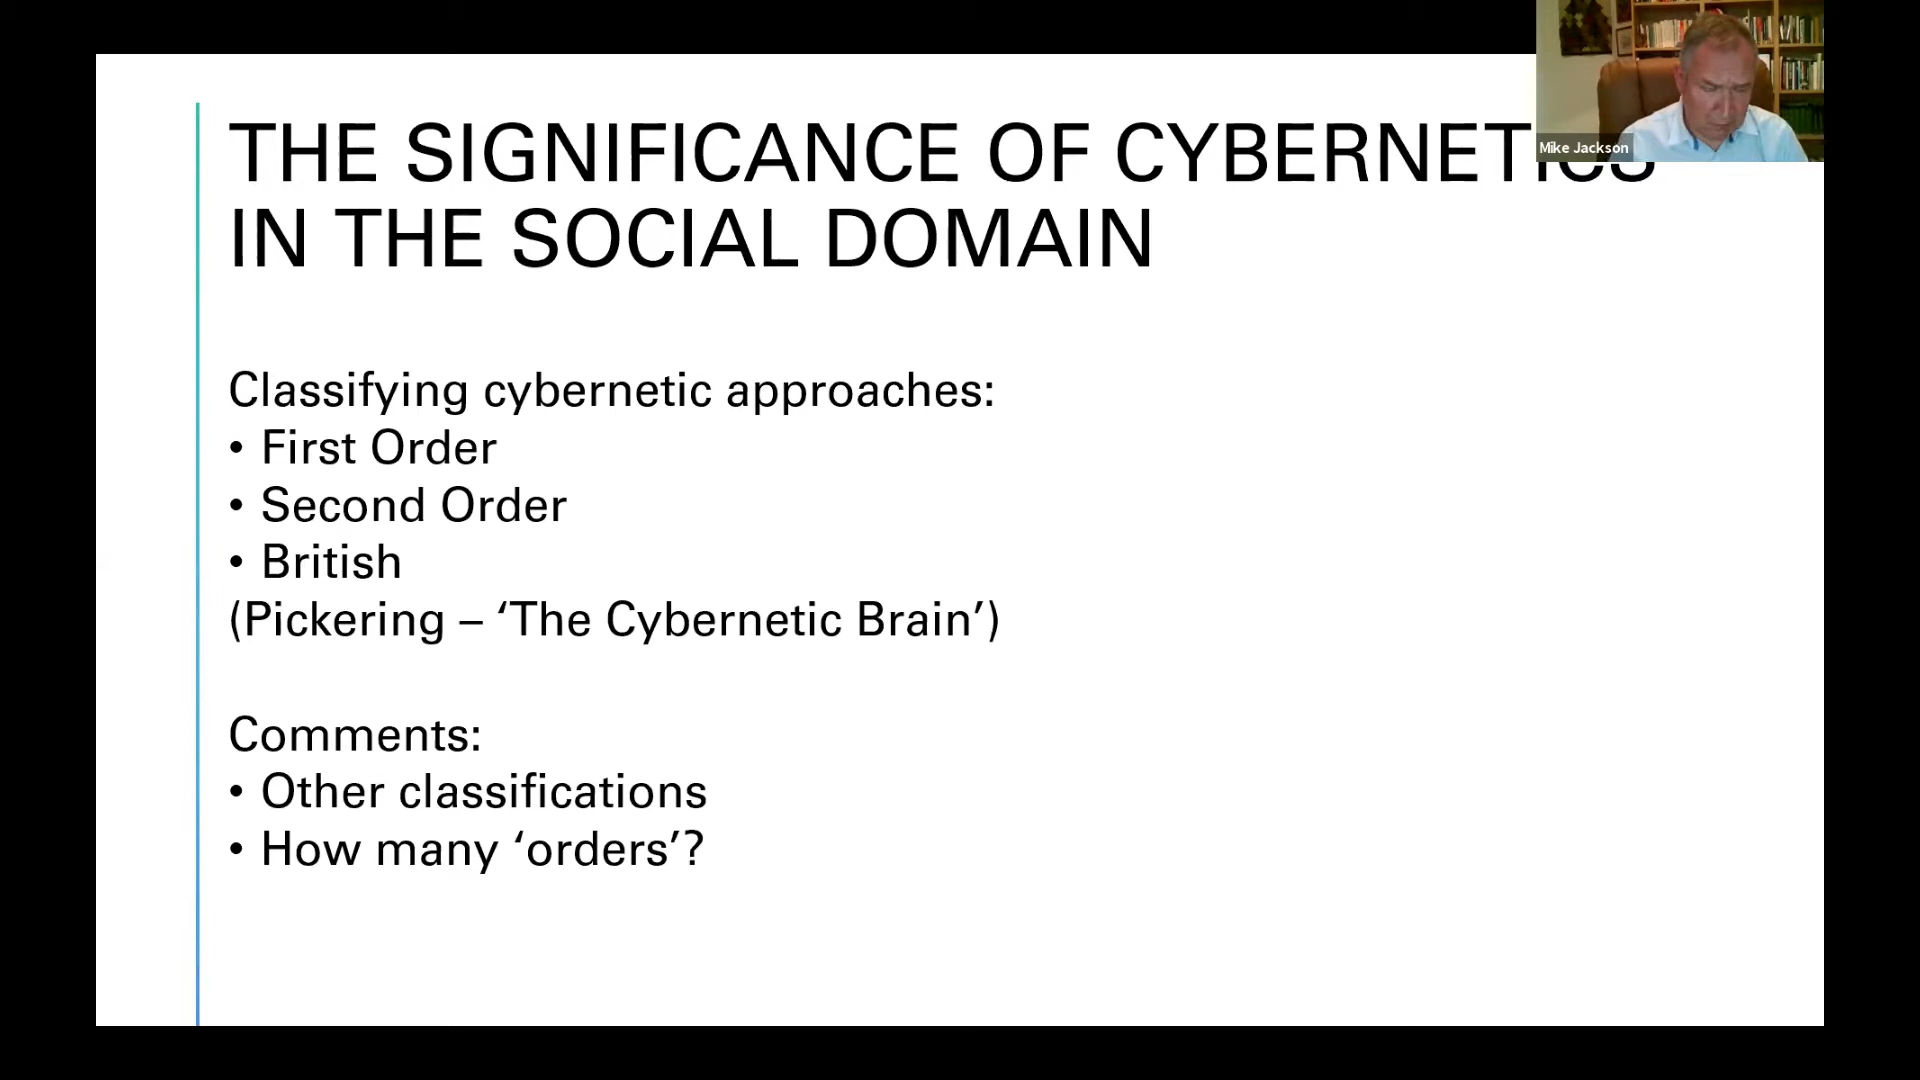 THE SIGNIFICANCE OF CYBERNETICS
IN THE SOCIAL DOMAIN
Mike Jackson
Classifying cybernetic approaches:
• First Order
• Second Order
• British
(Pickering – ‘The Cybernetic Brain’)
Comments:
• Other classifications
• How many ‘orders’?